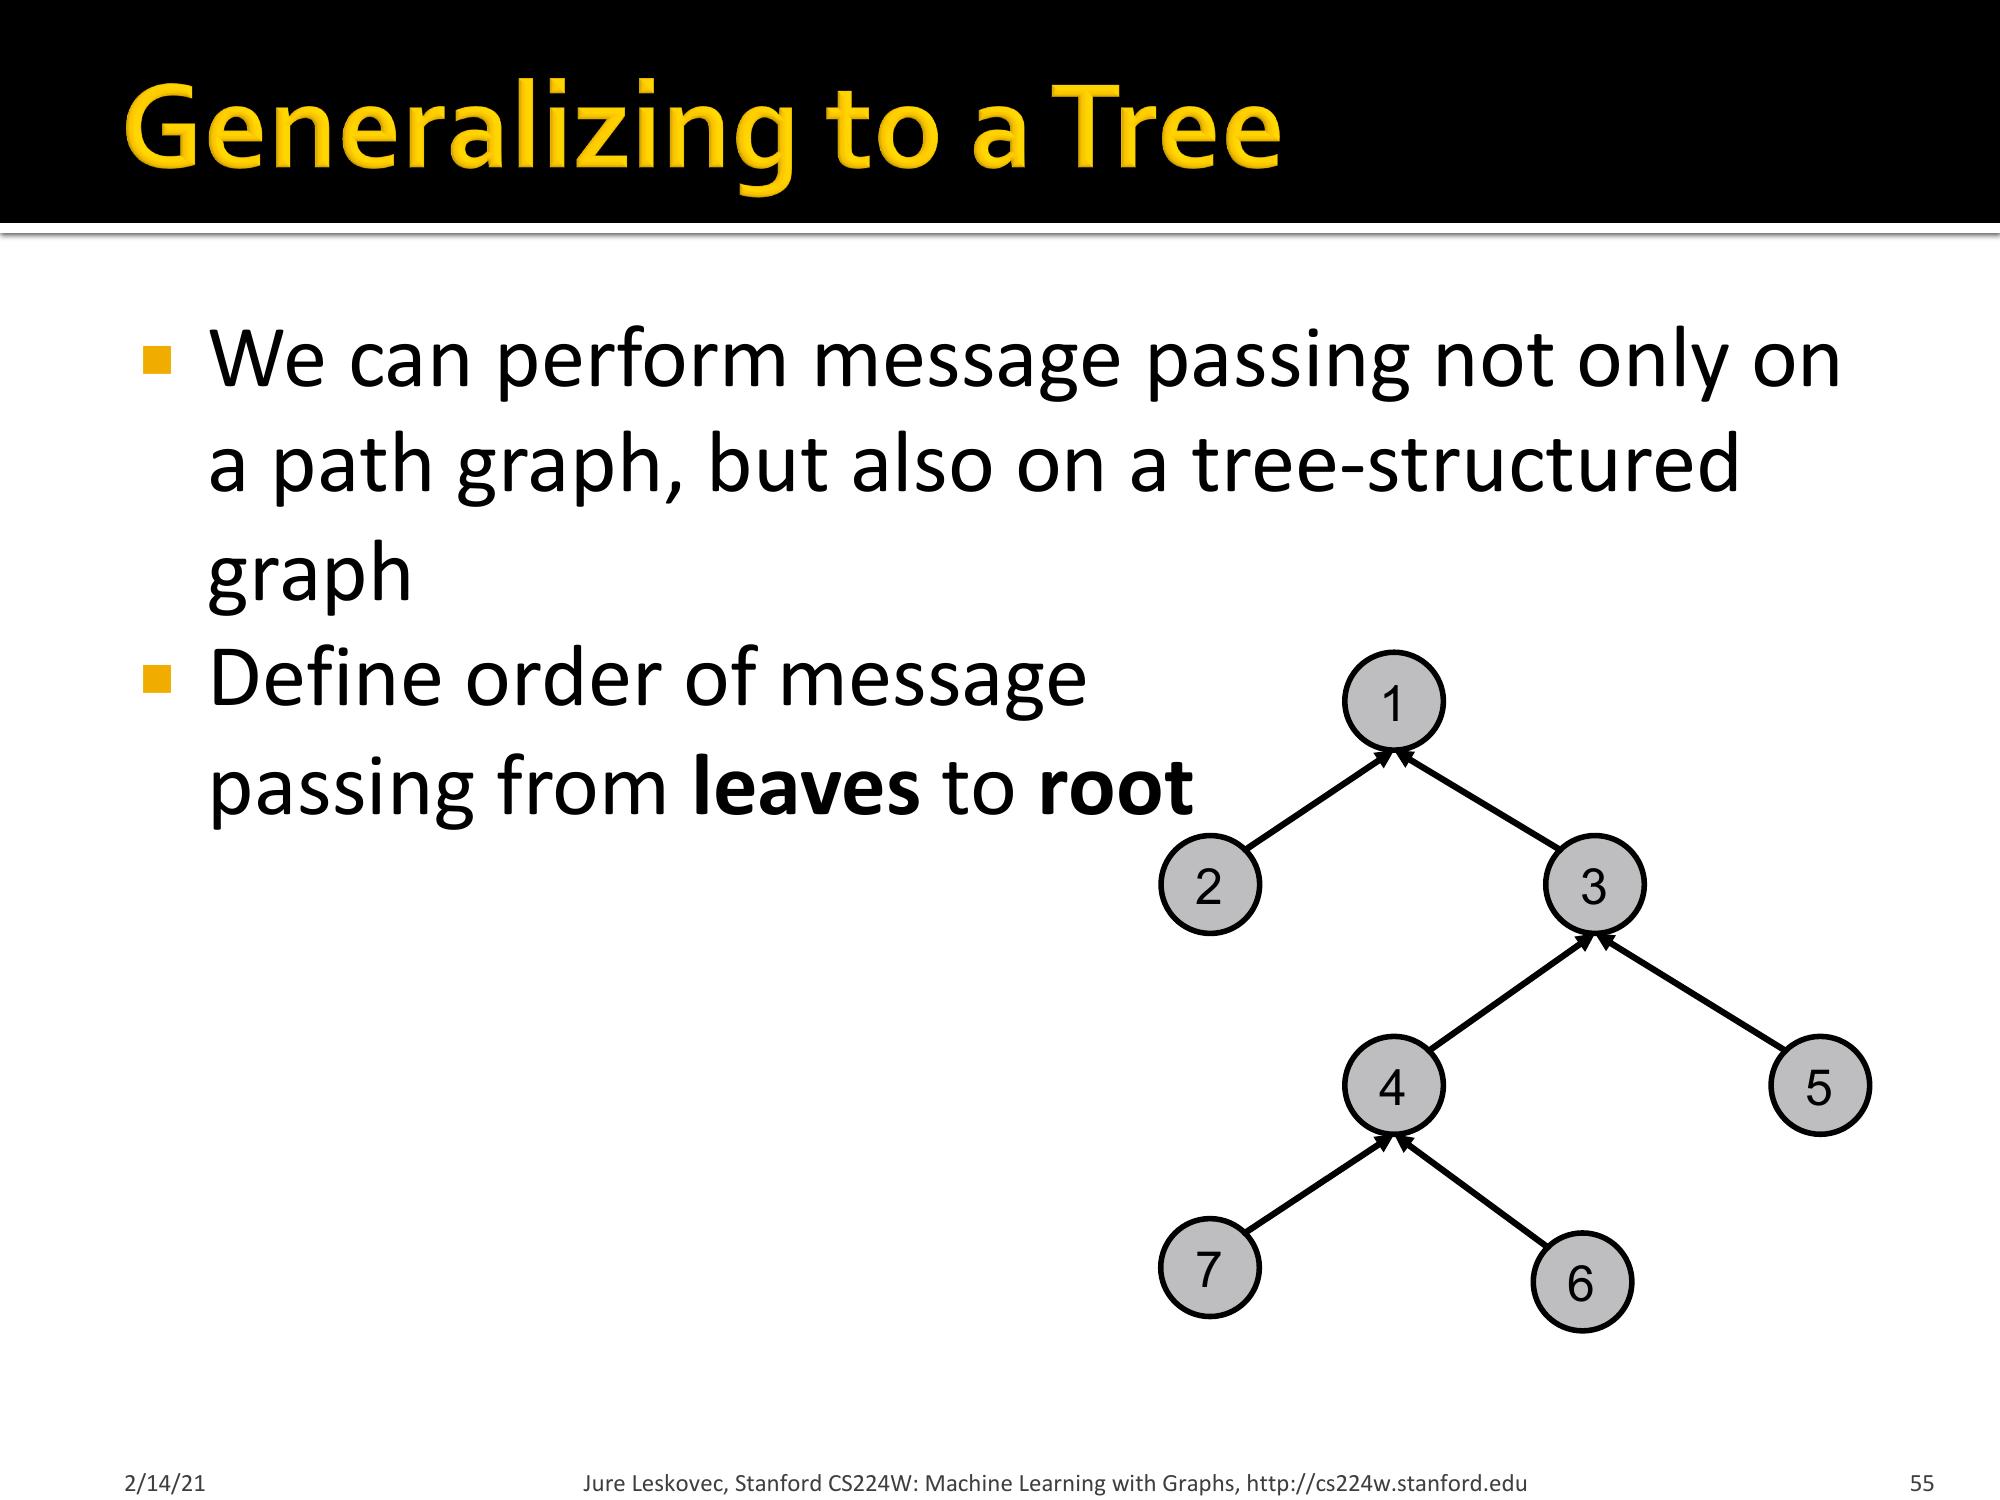 Generalizing to a Tree
We can perform message passing not only on
a path graph, but also on a tree-structured
graph
Define order of message
passing from leaves to root
1
2
3
4
5
7
6
2/14/21
Jure Leskovec, Stanford CS224W: Machine Learning with Graphs, http://cs224w.stanford.edu
55